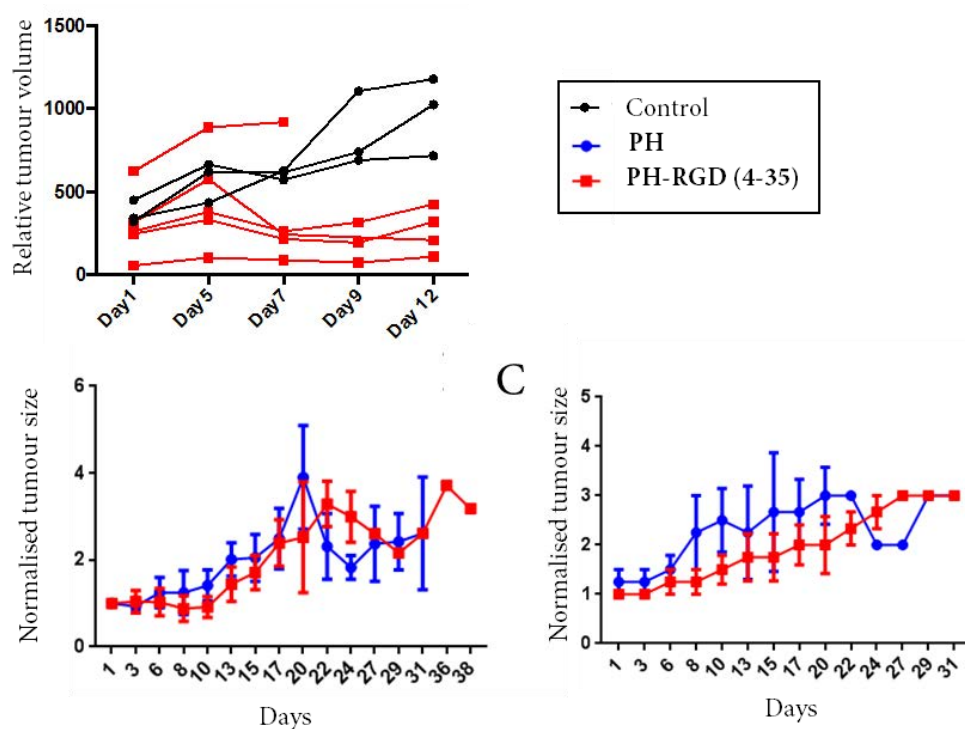 1500
1000
500
0
Relative tumour volume
Day1
Day5
Day7
Day9
Day 12
Control
PH
PH-RGD (4-35)
6
4
2
0
Normalised tumour size
1 3 6 8 10 13 15 17 20 22 24 27 29 31 36 38
Days
C
5
4
3
2
1
0
Normalised tumour size
1 3 6 8 10 13 15 17 20 22 24 27 29 31
Days